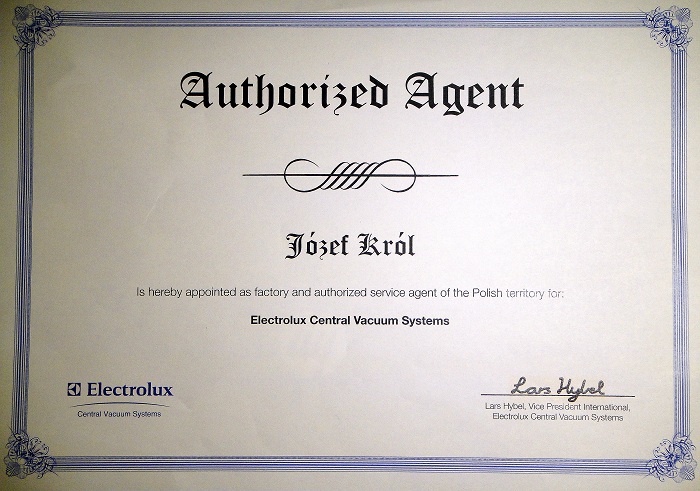 Authorized Agent
Józef Król
Is hereby appointed as factory and authorized service agent of the Polish territory for:
Electrolux Central Vacuum Systems
Electrolux
Central Vacuum Systems
Lars Hybel
Lars Hybel, Vice President International,
Electrolux Central Vacuum Systems